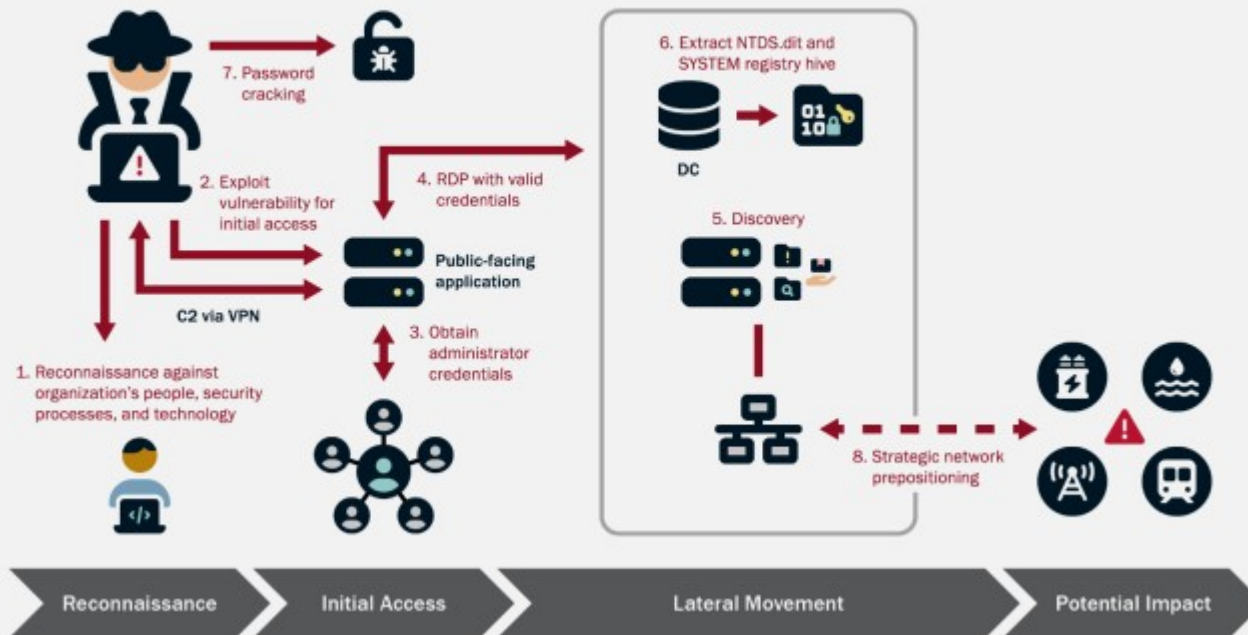 7. Password
cracking
6. Extract NTDS.dit and
SYSTEM registry hive
01
10
DC
2. Exploit
vulnerability for
initial access
4. RDP with valid
credentials
5. Discovery
Public-facing
application
C2 via VPN
3. Obtain
administrator
credentials
1. Reconnaissance against
organization's people, security
processes, and technology
</>
8. Strategic network
prepositioning
Reconnaissance
Initial Access
Lateral Movement
Potential Impact